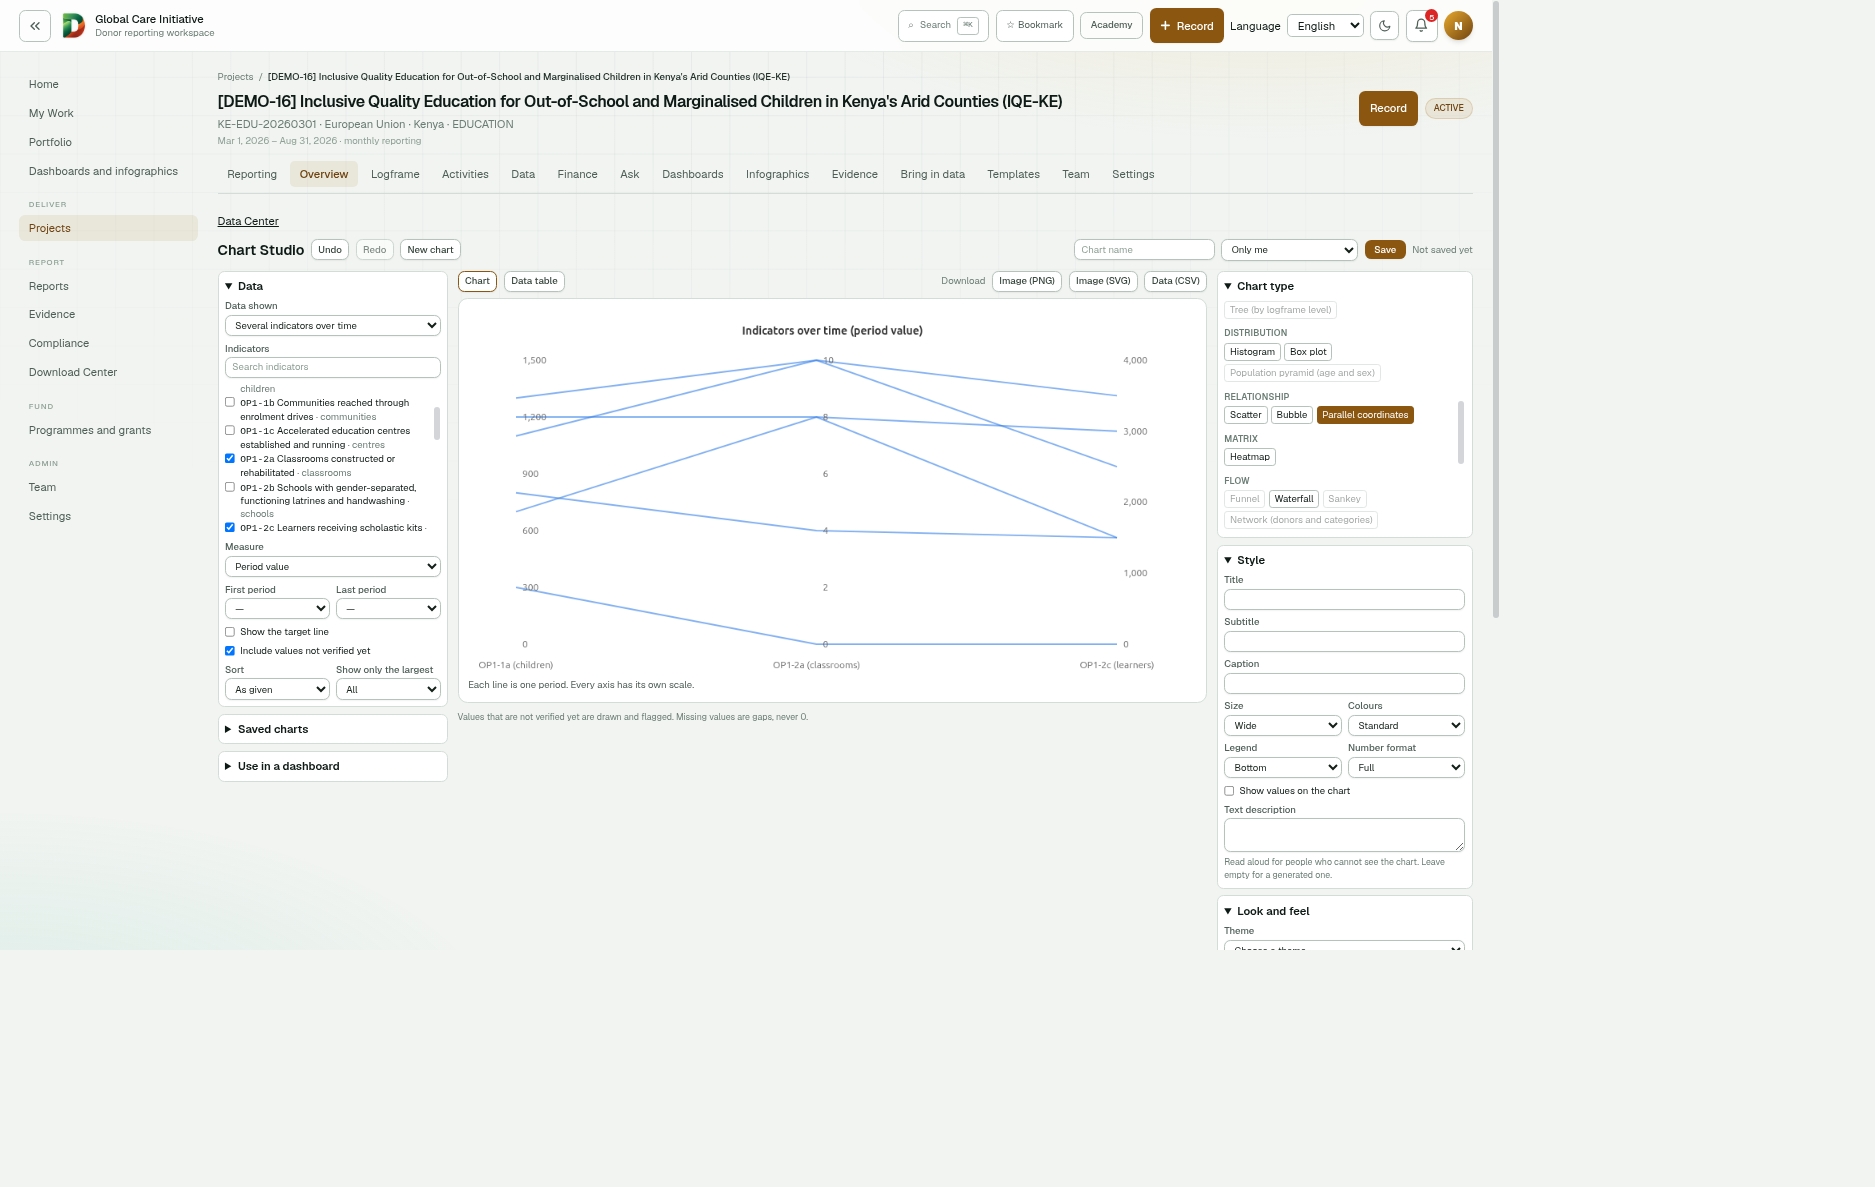 Global Care Initiative
Donor reporting workspace
Search ⌘K
☆ Bookmark
Academy
+ Record
Language
English
5
N
Home
My Work
Portfolio
Dashboards and infographics
DELIVER
Projects
REPORT
Reports
Evidence
Compliance
Download Center
FUND
Programmes and grants
ADMIN
Team
Settings
Projects / [DEMO-16] Inclusive Quality Education for Out-of-School and Marginalised Children in Kenya's Arid Counties (IQE-KE)
[DEMO-16] Inclusive Quality Education for Out-of-School and Marginalised Children in Kenya's Arid Counties (IQE-KE)
KE-EDU-20260301 · European Union · Kenya · EDUCATION
Mar 1, 2026 – Aug 31, 2026 · monthly reporting
Record
ACTIVE
Reporting Overview Logframe Activities Data Finance Ask Dashboards Infographics Evidence Bring in data Templates Team Settings
Data Center
Chart Studio Undo Redo New chart
Chart name
Only me
Save
Not saved yet
Data
Data shown
Several indicators over time
Indicators
Search indicators
children
OP1-1b Communities reached through
enrolment drives · communities
OP1-1c Accelerated education centres
established and running · centres
OP1-2a Classrooms constructed or
rehabilitated · classrooms
OP1-2b Schools with gender-separated,
functioning latrines and handwashing ·
schools
OP1-2c Learners receiving scholastic kits ·
Measure
Period value
First period Last period
— —
Show the target line
Include values not verified yet
Sort Show only the largest
As given All
Saved charts
Use in a dashboard
Chart Data table
Download Image (PNG) Image (SVG) Data (CSV)
Indicators over time (period value)
1,500 10 4,000
1,200 8
3,000
900 6
2,000
600 4
1,000
300 2
0 0 0
OP1-1a (children) OP1-2a (classrooms) OP1-2c (learners)
Each line is one period. Every axis has its own scale.
Values that are not verified yet are drawn and flagged. Missing values are gaps, never 0.
Chart type
Tree (by logframe level)
DISTRIBUTION
Histogram Box plot
Population pyramid (age and sex)
RELATIONSHIP
Scatter Bubble Parallel coordinates
MATRIX
Heatmap
FLOW
Funnel Waterfall Sankey
Network (donors and categories)
Style
Title
Subtitle
Caption
Size Colours
Wide Standard
Legend Number format
Bottom Full
Show values on the chart
Text description
Read aloud for people who cannot see the chart. Leave
empty for a generated one.
Look and feel
Theme
Choose a theme